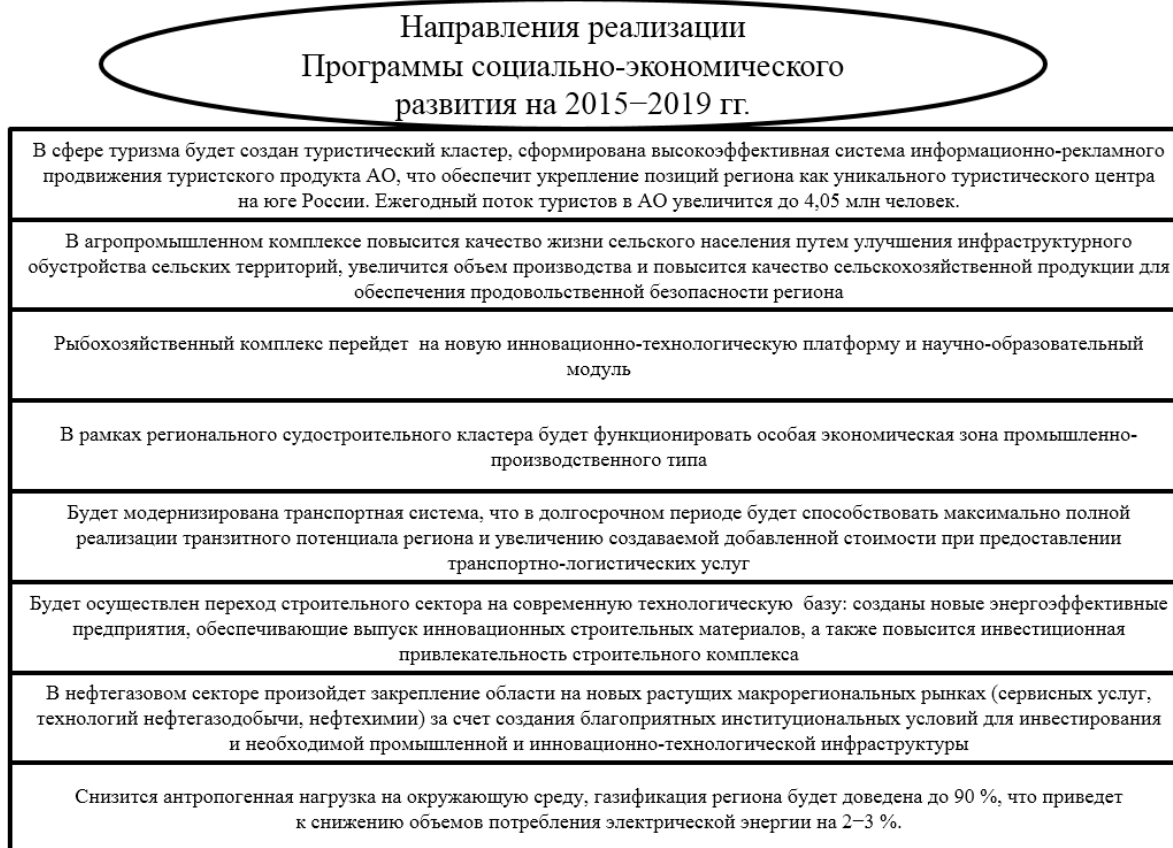 Направления реализации
Программы социально-экономического
развития на 2015−2019 гг.
В сфере туризма будет создан туристический кластер, сформирована высокоэффективная система информационно-рекламного
продвижения туристского продукта АО, что обеспечит укрепление позиций региона как уникального туристического центра
на юге России. Ежегодный поток туристов в АО увеличится до 4,05 млн человек.
В агропромышленном комплексе повысится качество жизни сельского населения путем улучшения инфраструктурного
обустройства сельских территорий, увеличится объем производства и повысится качество сельскохозяйственной продукции для
обеспечения продовольственной безопасности региона
Рыбохозяйственный комплекс перейдет  на новую инновационно-технологическую платформу и научно-образовательный
модуль
В рамках регионального судостроительного кластера будет функционировать особая экономическая зона промышленно-
производственного типа
Будет модернизирована транспортная система, что в долгосрочном периоде будет способствовать максимально полной
реализации транзитного потенциала региона и увеличению создаваемой добавленной стоимости при предоставлении
транспортно-логистических услуг
Будет осуществлен переход строительного сектора на современную технологическую  базу: созданы новые энергоэффективные
предприятия, обеспечивающие выпуск инновационных строительных материалов, а также повысится инвестиционная
привлекательность строительного комплекса
В нефтегазовом секторе произойдет закрепление области на новых растущих макрорегиональных рынках (сервисных услуг,
технологий нефтегазодобычи, нефтехимии) за счет создания благоприятных институциональных условий для инвестирования
и необходимой промышленной и инновационно-технологической инфраструктуры
Снизится антропогенная нагрузка на окружающую среду, газификация региона будет доведена до 90 %, что приведет
к снижению объемов потребления электрической энергии на 2−3 %.